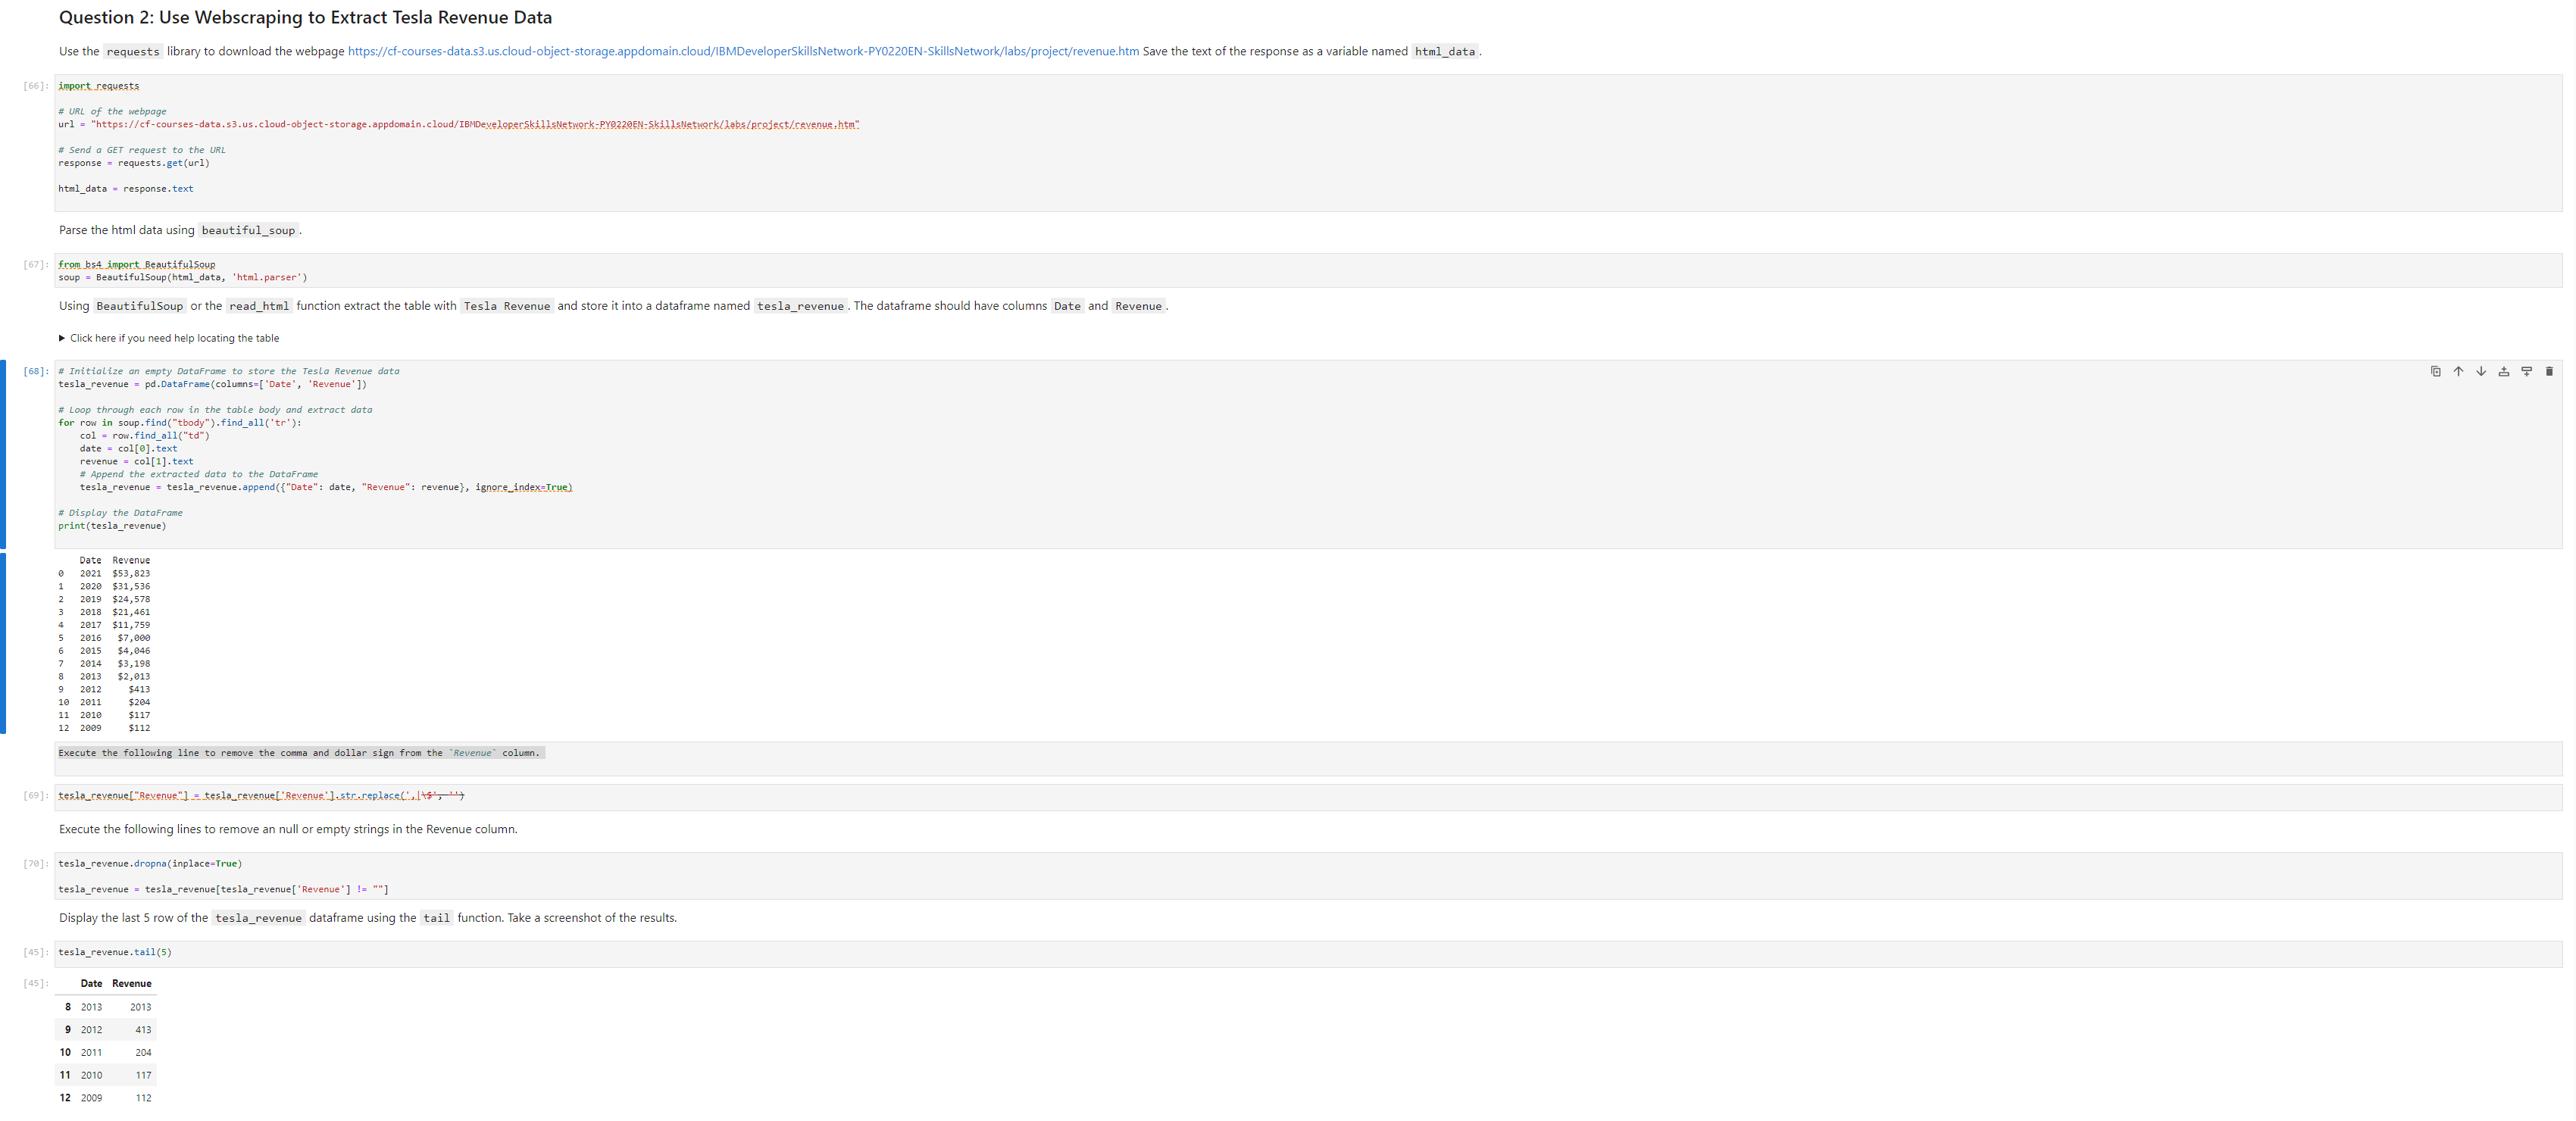 Question 2: Use Webscraping to Extract Tesla Revenue Data
Use the requests library to download the webpage https://cf-courses-data.s3.us.cloud-object-storage.appdomain.cloud/IBMDeveloperSkillsNetwork-PY0220EN-SkillsNetwork/labs/project/revenue.htm Save the text of the response as a variable named html_data.
[66]: import requests
# URL of the webpage
url = "https://cf-courses-data.s3.us.cloud-object-storage.appdomain.cloud/IBMDeveloperSkillsNetwork-PY0220EN-SkillsNetwork/labs/project/revenue.htm"
# Send a GET request to the URL
response = requests.get(url)
html_data = response.text
Parse the html data using beautiful_soup.
[67]: from bs4 import BeautifulSoup
soup = BeautifulSoup(html_data, 'html.parser')
Using BeautifulSoup or the read_html function extract the table with Tesla Revenue and store it into a dataframe named tesla_revenue. The dataframe should have columns Date and Revenue.
▶ Click here if you need help locating the table
[68]: # Initialize an empty DataFrame to store the Tesla Revenue data
tesla_revenue = pd.DataFrame(columns=['Date', 'Revenue'])
# Loop through each row in the table body and extract data
for row in soup.find("tbody").find_all('tr'):
    col = row.find_all("td")
    date = col[0].text
    revenue = col[1].text
    # Append the extracted data to the DataFrame
    tesla_revenue = tesla_revenue.append({"Date": date, "Revenue": revenue}, ignore_index=True)
# Display the DataFrame
print(tesla_revenue)
Date Revenue
0 2021 $53,823
1 2020 $31,536
2 2019 $24,578
3 2018 $21,461
4 2017 $11,759
5 2016 $7,000
6 2015 $4,046
7 2014 $3,198
8 2013 $2,013
9 2012 $413
10 2011 $204
11 2010 $117
12 2009 $112
Execute the following line to remove the comma and dollar sign from the `Revenue` column.
[69]: tesla_revenue["Revenue"] = tesla_revenue['Revenue'].str.replace(',|\$', '')
Execute the following lines to remove an null or empty strings in the Revenue column.
[70]: tesla_revenue.dropna(inplace=True)
tesla_revenue = tesla_revenue[tesla_revenue['Revenue'] != ""]
Display the last 5 row of the tesla_revenue dataframe using the tail function. Take a screenshot of the results.
[45]: tesla_revenue.tail(5)
[45]: Date Revenue
8 2013 2013
9 2012 413
10 2011 204
11 2010 117
12 2009 112